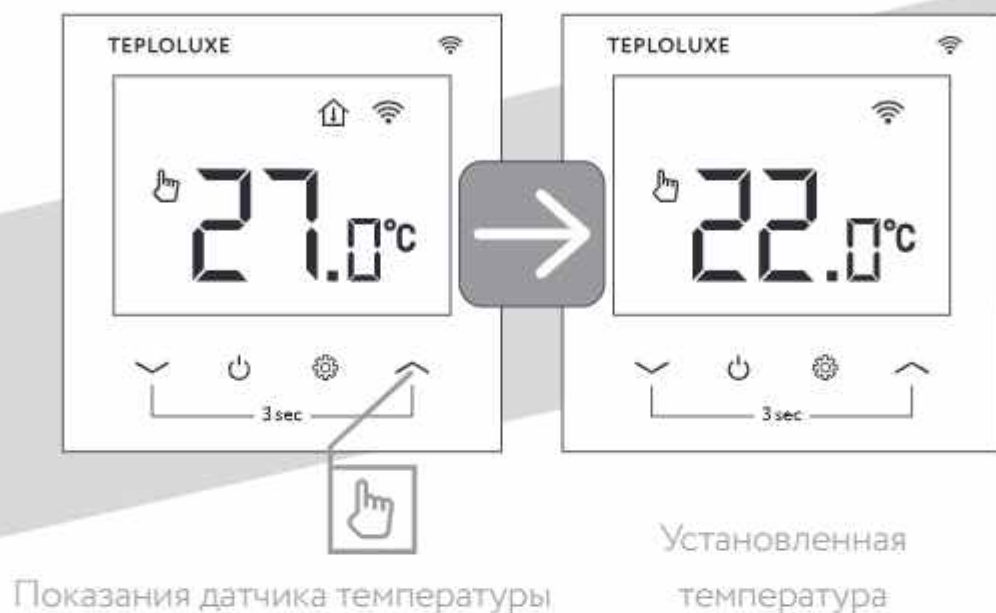 TEPLOLUXE
27.0°C
3 sec
TEPLOLUXE
22.0°C
3 sec
Показания датчика температуры
Установленная
температура